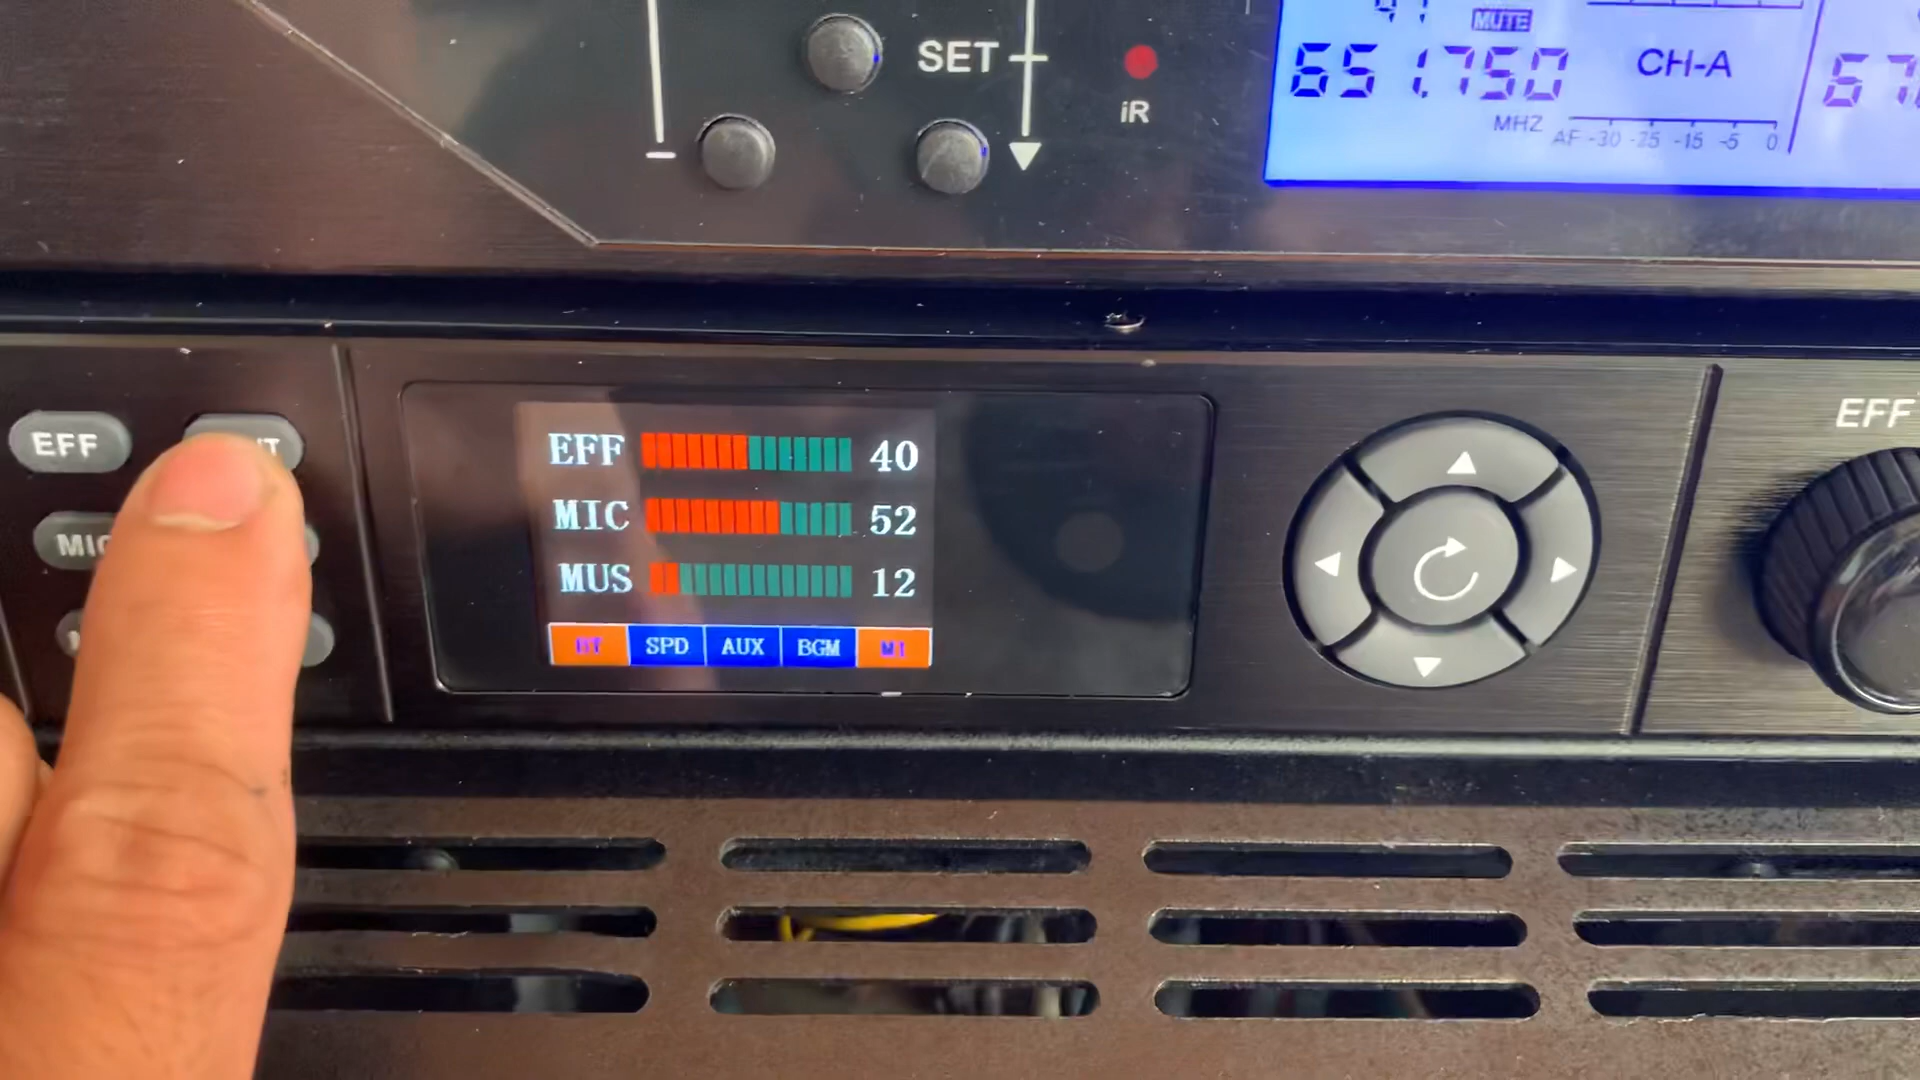 MUTE
SET
CH-A
651.750
67
iR
MHZ
AF -30 -25 -15 -5 0
EFF
EFF
EFF 40
MIC
MIC 52
MUS 12
SPD AUX BGM